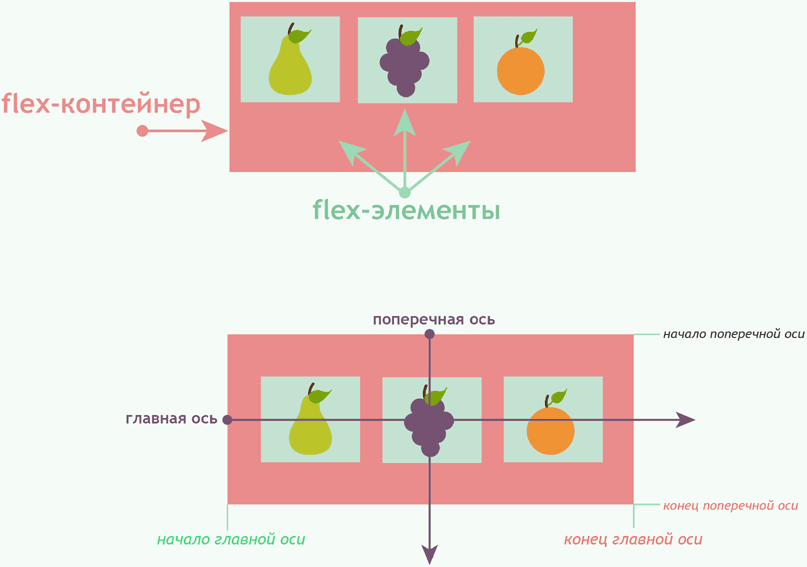 flex-контейнер
flex-элементы
поперечная ось
начало поперечной оси
главная ось
конец поперечной оси
начало главной оси
конец главной оси